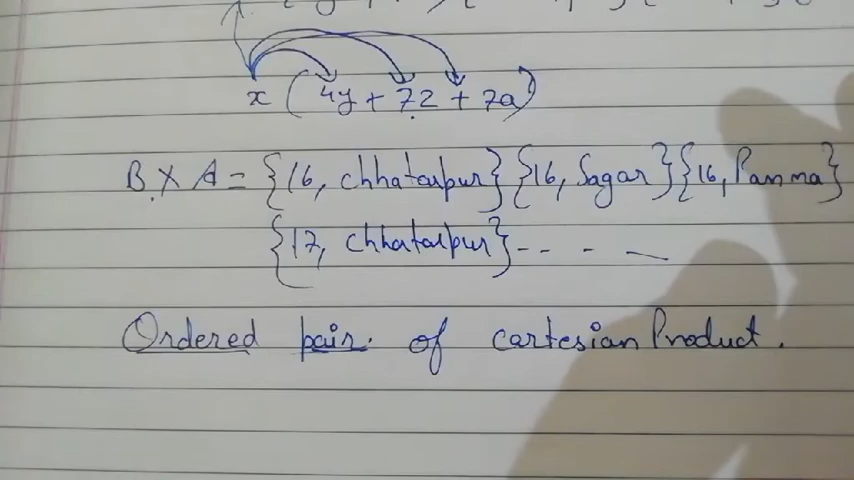 x (4y + 7z + 7a)
B × A = {16, chhatarpur} {16, Sagar} {16, Panna}
{17, chhatarpur} -- - —
Ordered pair. of cartesian Product.